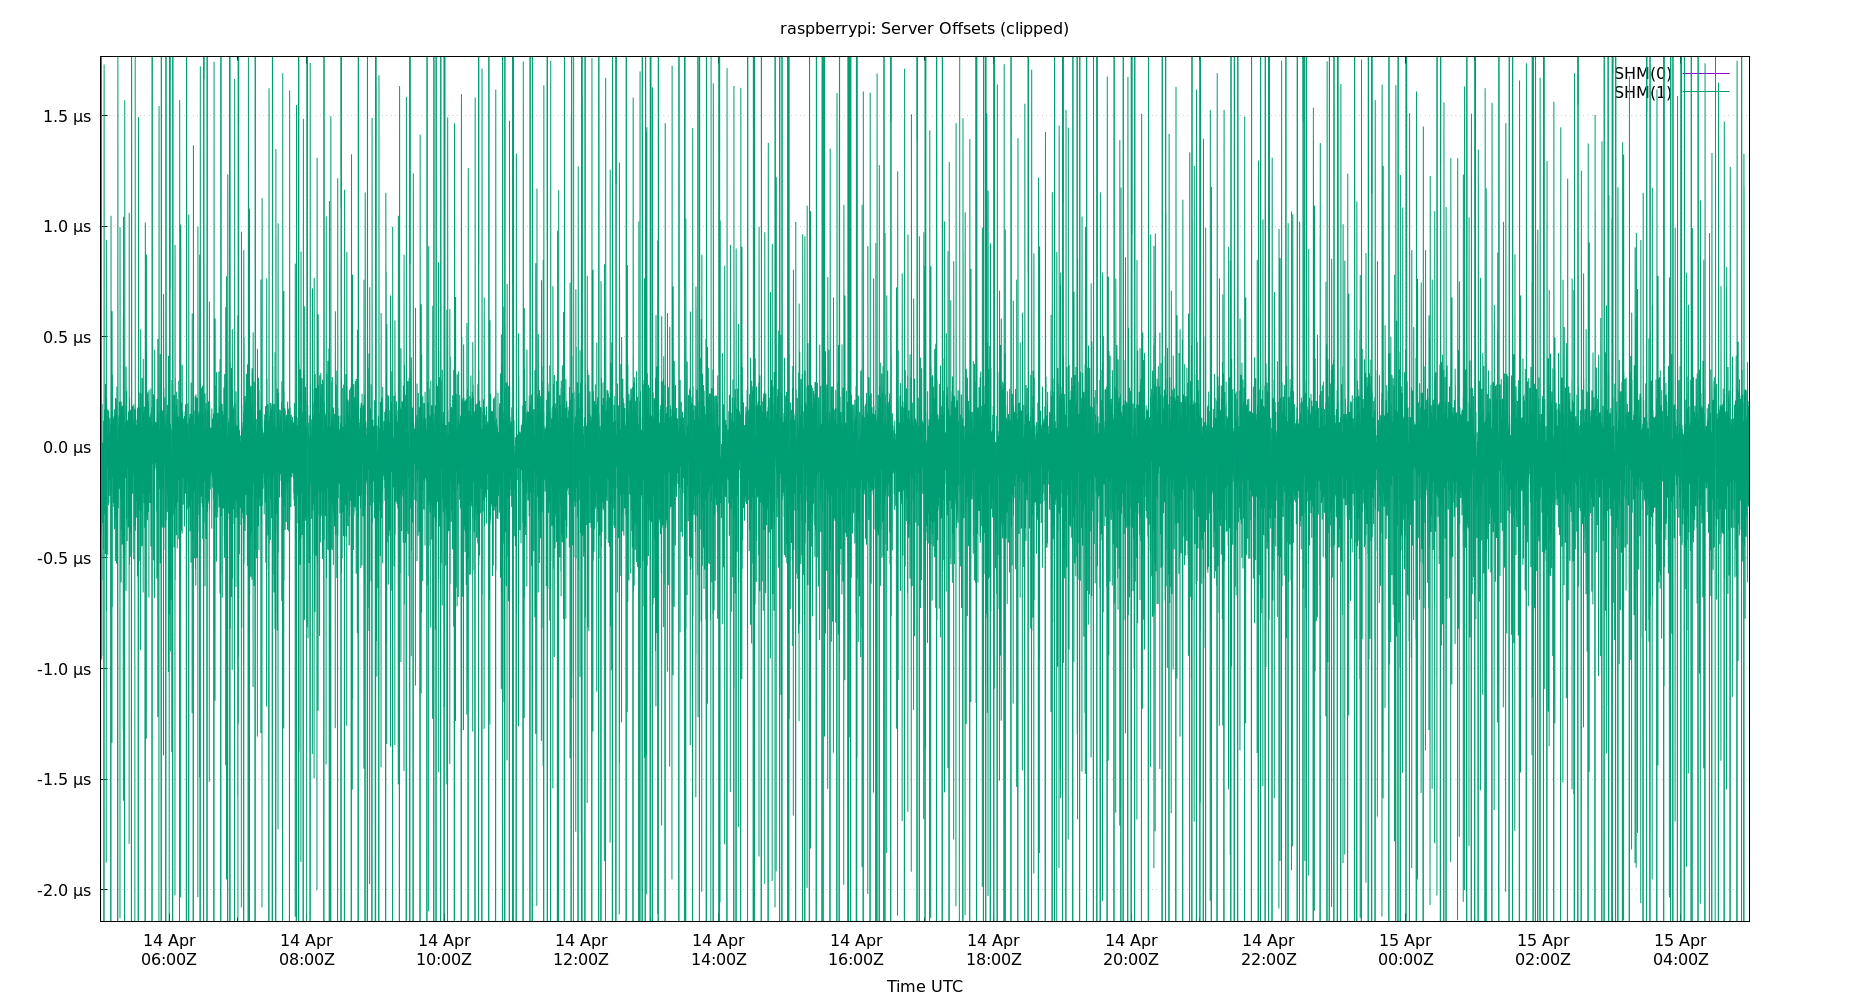 raspberrypi: Server Offsets (clipped)
SHM(0)
SHM(1)
1.5 µs
1.0 µs
0.5 µs
0.0 µs
-0.5 µs
-1.0 µs
-1.5 µs
-2.0 µs
14 Apr 14 Apr 14 Apr 14 Apr 14 Apr 14 Apr 14 Apr 14 Apr 14 Apr 15 Apr 15 Apr 15 Apr
06:00Z 08:00Z 10:00Z 12:00Z 14:00Z 16:00Z 18:00Z 20:00Z 22:00Z 00:00Z 02:00Z 04:00Z
Time UTC